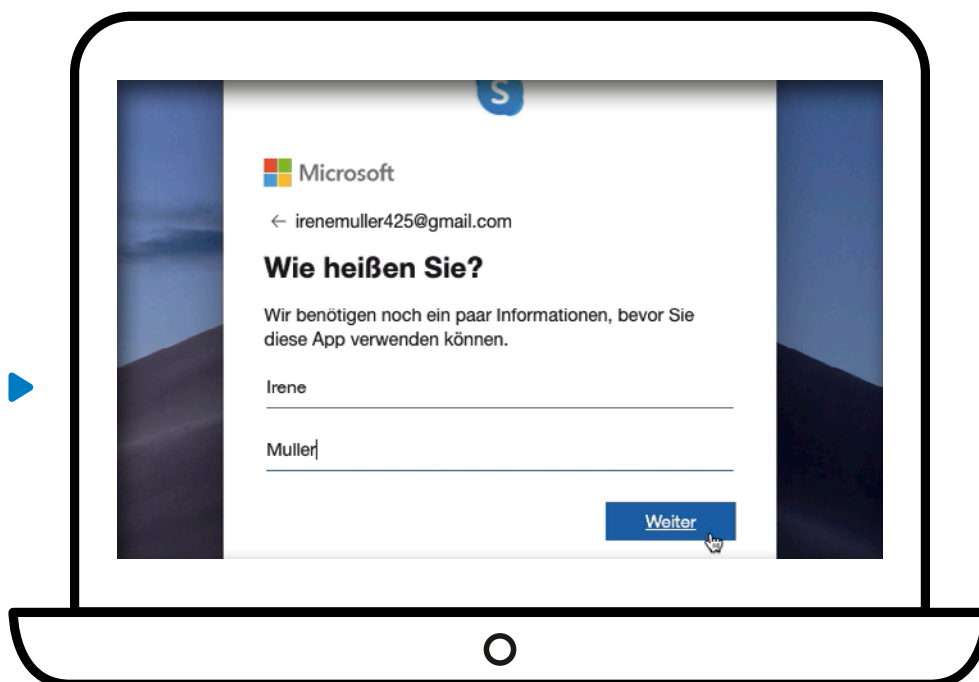 S
Microsoft
← irenemuller425@gmail.com
Wie heißen Sie?
Wir benötigen noch ein paar Informationen, bevor Sie
diese App verwenden können.
Irene
Muller
Weiter